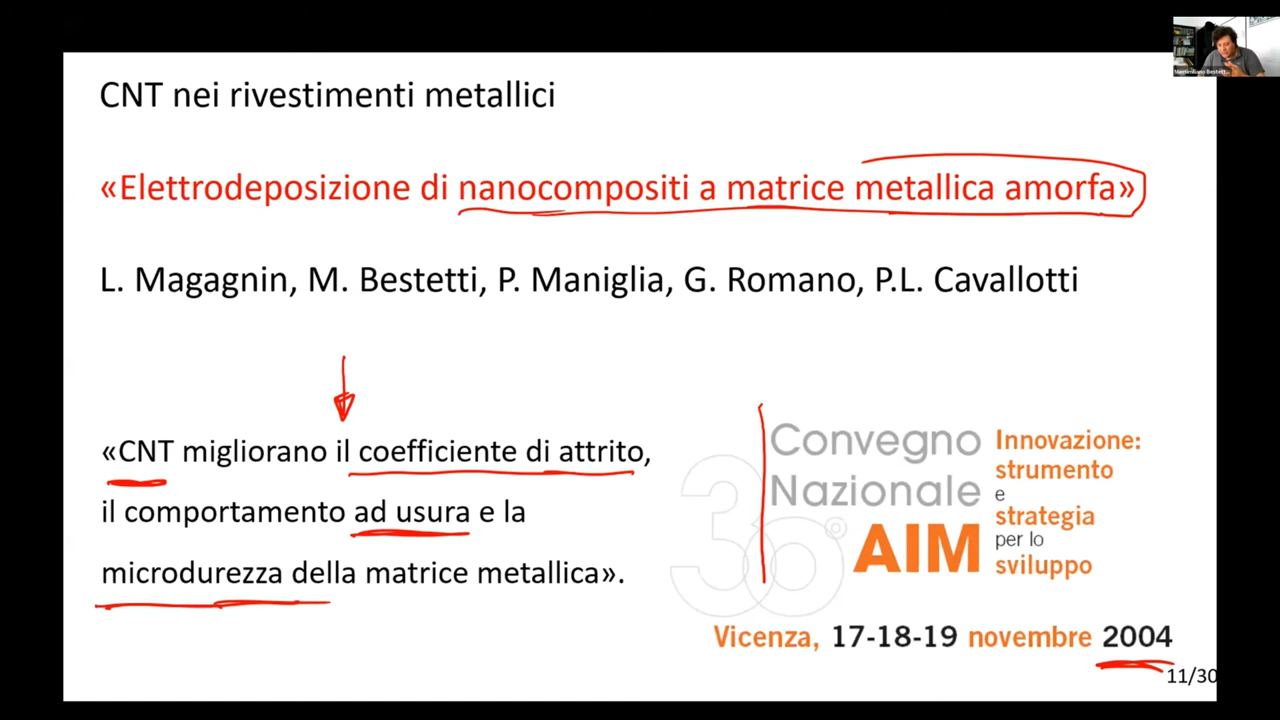 CNT nei rivestimenti metallici
«Elettrodeposizione di nanocompositi a matrice metallica amorfa»
L. Magagnin, M. Bestetti, P. Maniglia, G. Romano, P.L. Cavallotti
«CNT migliorano il coefficiente di attrito,
il comportamento ad usura e la
microdurezza della matrice metallica».
30°
Convegno
Nazionale
AIM
Innovazione:
strumento
e
strategia
per lo
sviluppo
Vicenza, 17-18-19 novembre 2004
11/30